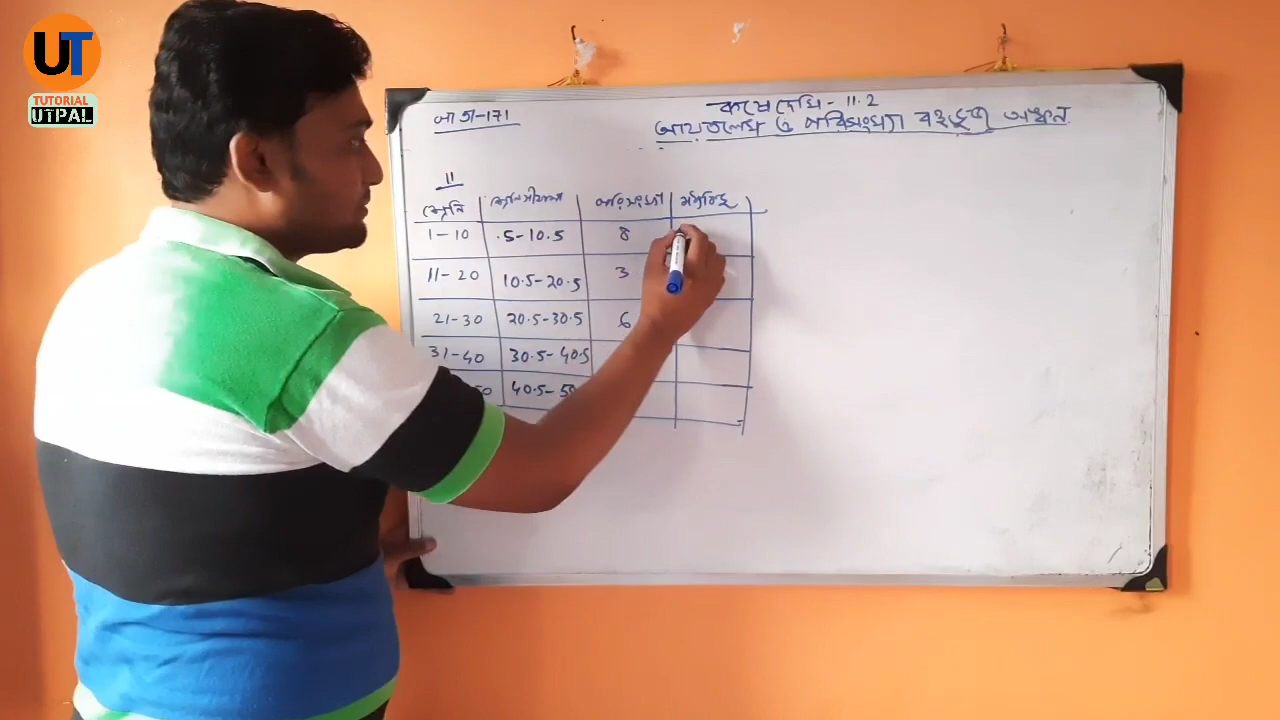 UT
TUTORIAL
UTPAL
কষে দেখি - 11.2
পাতা-171
আয়তলেখ ও পরিসংখ্যা বহুভুজ অঙ্কন
11
শ্রেণি শ্রেণি সীমানা পরিসংখ্যা মধ্যবিন্দু
1-10 .5-10.5 8
11-20 10.5-20.5 3
21-30 20.5-30.5 6
31-40 30.5-40.5
50 40.5-50